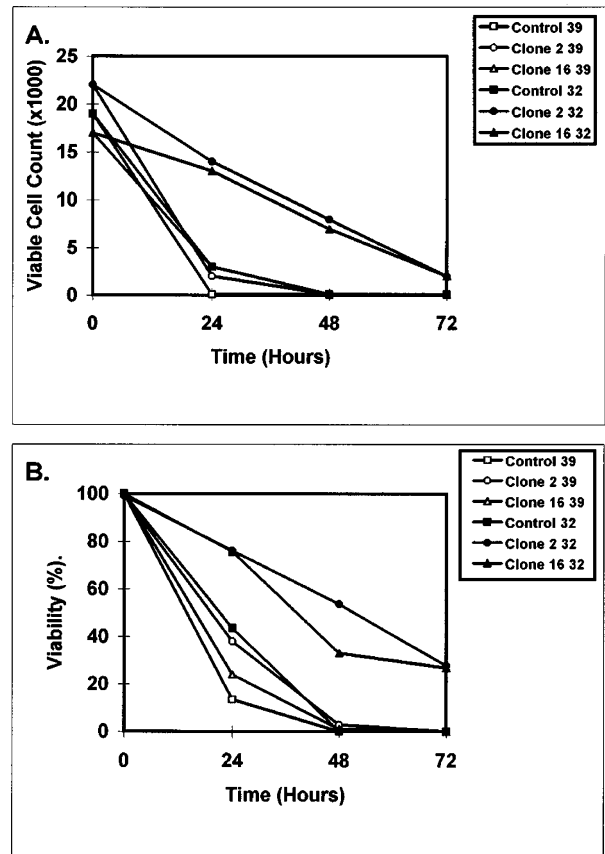 A.
Control 39
Clone 2 39
Clone 16 39
Control 32
Clone 2 32
Clone 16 32
Viable Cell Count (x1000)
25
20
15
10
5
0
0 24 48 72
Time (Hours)
B.
Control 39
Clone 2 39
Clone 16 39
Control 32
Clone 2 32
Clone 16 32
Viability (%).
100
80
60
40
20
0
0 24 48 72
Time (Hours)